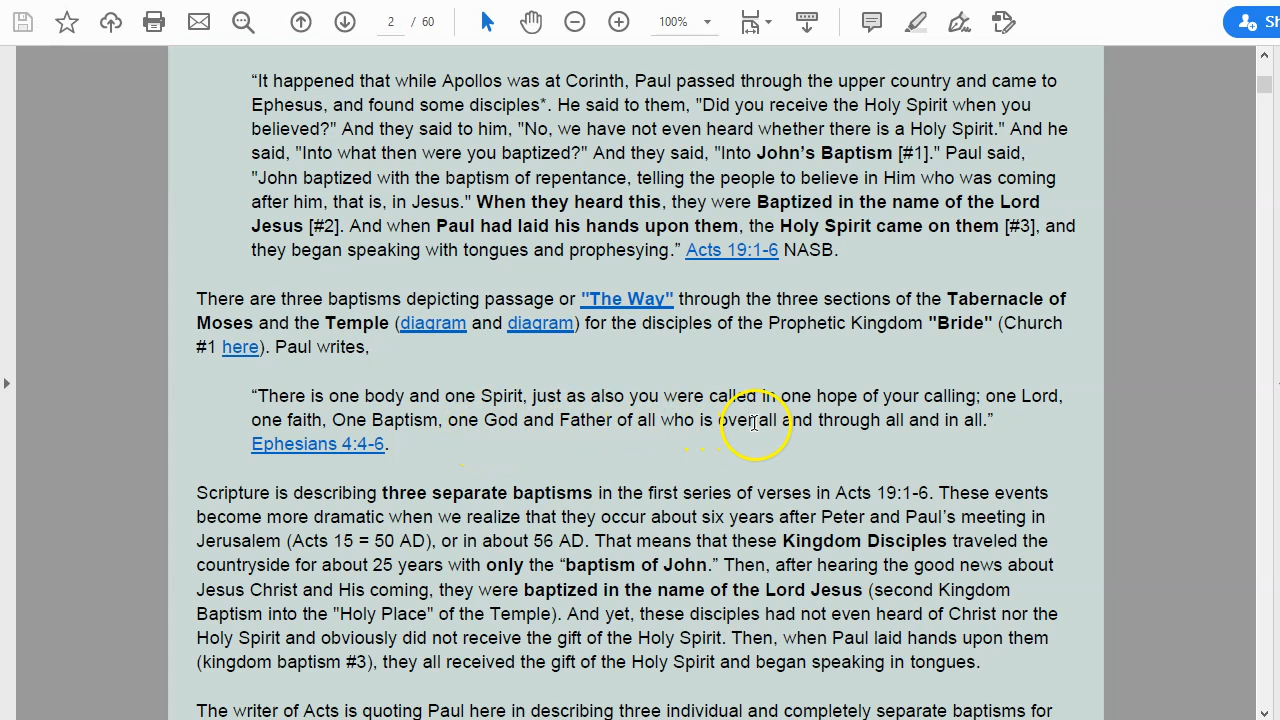 2 / 60
100%
Sh
“It happened that while Apollos was at Corinth, Paul passed through the upper country and came to
Ephesus, and found some disciples*. He said to them, "Did you receive the Holy Spirit when you
believed?" And they said to him, "No, we have not even heard whether there is a Holy Spirit." And he
said, "Into what then were you baptized?" And they said, "Into John’s Baptism [#1]." Paul said,
"John baptized with the baptism of repentance, telling the people to believe in Him who was coming
after him, that is, in Jesus." When they heard this, they were Baptized in the name of the Lord
Jesus [#2]. And when Paul had laid his hands upon them, the Holy Spirit came on them [#3], and
they began speaking with tongues and prophesying.” Acts 19:1-6 NASB.
There are three baptisms depicting passage or "The Way" through the three sections of the Tabernacle of
Moses and the Temple (diagram and diagram) for the disciples of the Prophetic Kingdom "Bride" (Church
#1 here). Paul writes,
“There is one body and one Spirit, just as also you were called in one hope of your calling; one Lord,
one faith, One Baptism, one God and Father of all who is over all and through all and in all.”
Ephesians 4:4-6.
Scripture is describing three separate baptisms in the first series of verses in Acts 19:1-6. These events
become more dramatic when we realize that they occur about six years after Peter and Paul’s meeting in
Jerusalem (Acts 15 = 50 AD), or in about 56 AD. That means that these Kingdom Disciples traveled the
countryside for about 25 years with only the “baptism of John.” Then, after hearing the good news about
Jesus Christ and His coming, they were baptized in the name of the Lord Jesus (second Kingdom
Baptism into the "Holy Place" of the Temple). And yet, these disciples had not even heard of Christ nor the
Holy Spirit and obviously did not receive the gift of the Holy Spirit. Then, when Paul laid hands upon them
(kingdom baptism #3), they all received the gift of the Holy Spirit and began speaking in tongues.
The writer of Acts is quoting Paul here in describing three individual and completely separate baptisms for